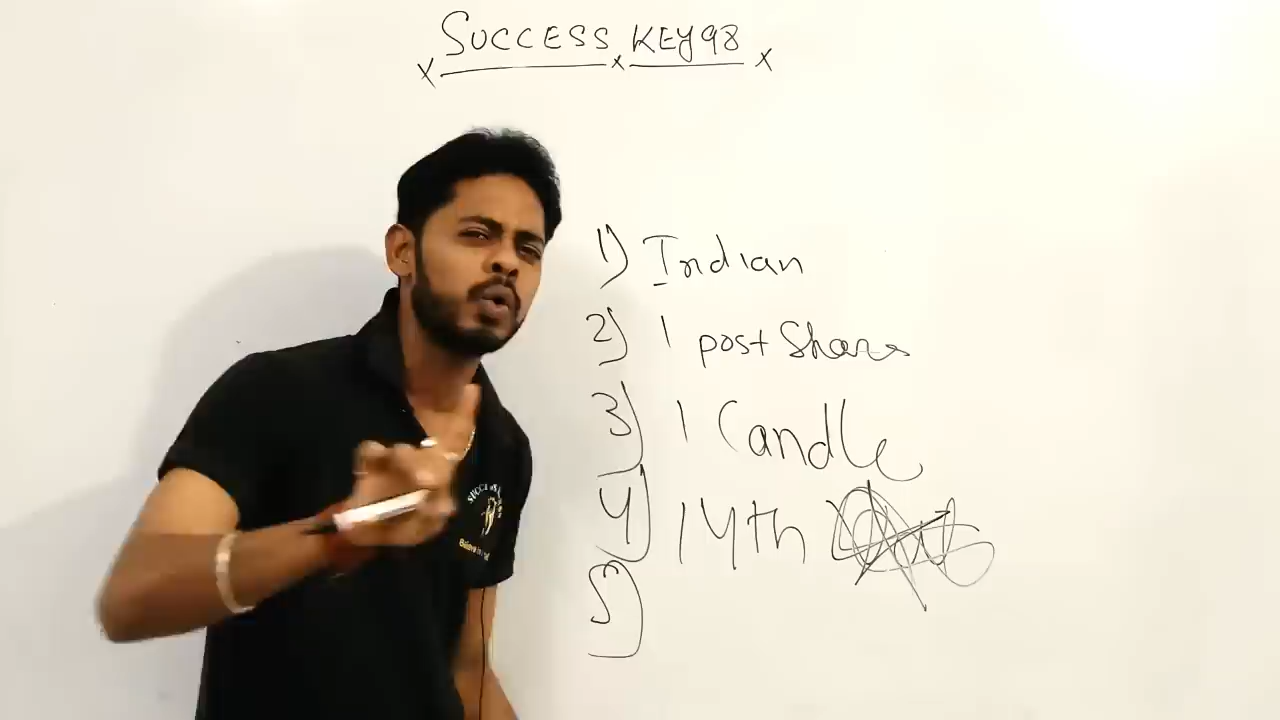 SUCCESS KEY98
1) Indian
2) 1 post Share
3) 1 Candle
4) 14th
5)